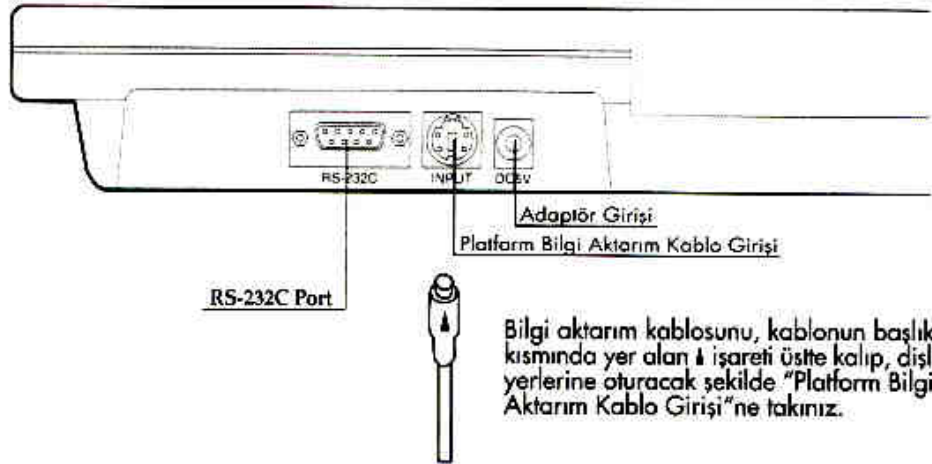 RS-232C
INPUT
Adaptör Girişi
Platform Bilgi Aktarım Kablo Girişi
RS-232C Port
Bilgi aktarım kablosunu, kablonun başlık
kısmında yer alan işareti üstte kalıp, dişl
yerlerine oturacak şekilde "Platform Bilgi
Aktarım Kablo Girişi"ne takınız.